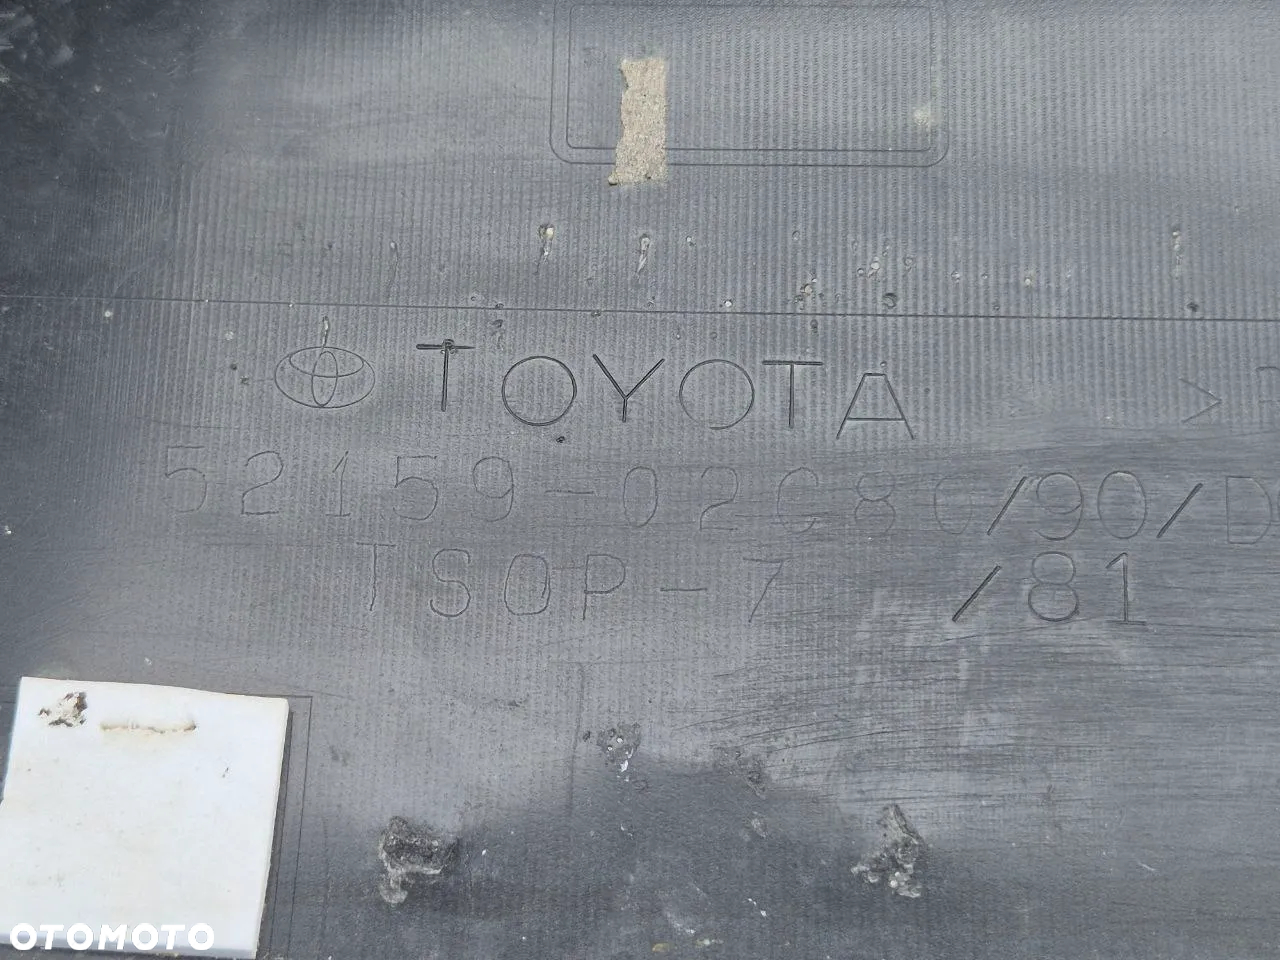 TOYOTA >P
52159-02C80/90/D
TSOP-7 /81
OTOMOTO